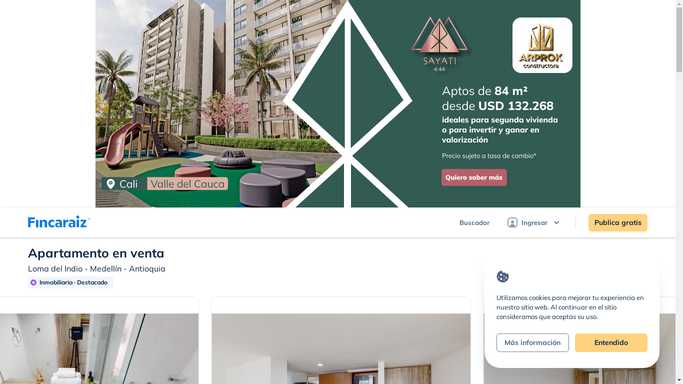 SAYATI
4:44
ARPROK
constructora
Aptos de 84 m²
desde USD 132.268
ideales para segunda vivienda
o para invertir y ganar en
valorización
Precio sujeto a tasa de cambio*
Quiero saber más
Cali
Valle del Cauca
Fincaraiz
Buscador
Ingresar
Publica gratis
Apartamento en venta
Loma del Indio - Medellín - Antioquia
Inmobiliaria · Destacado
Utilizamos cookies para mejorar tu experiencia en
nuestro sitio web. Al continuar en el sitio
consideramos que aceptas su uso.
Más información
Entendido